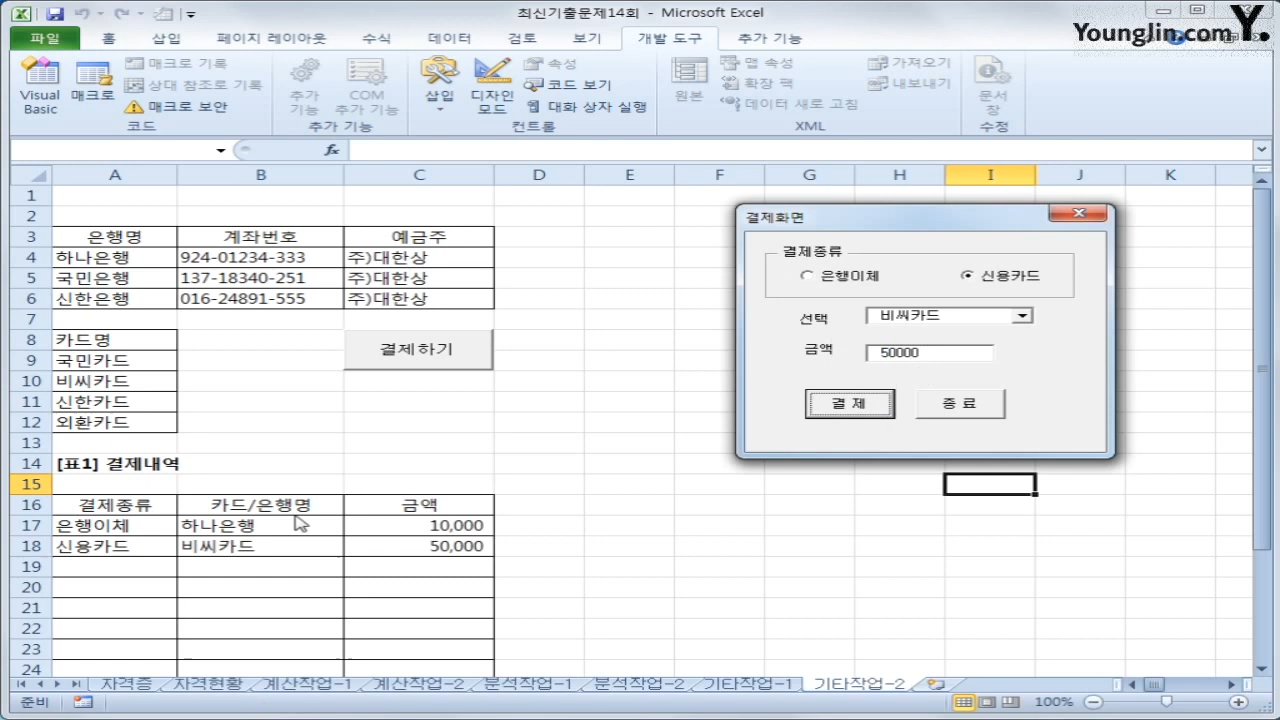 최신기출문제14회 - Microsoft Excel
YoungJin.com Y.
파일 홈 삽입 페이지 레이아웃 수식 데이터 검토 보기 개발 도구 추가 기능
Visual Basic
매크로
매크로 기록
상대 참조로 기록
매크로 보안
코드
추가 기능
COM 추가 기능
추가 기능
삽입
디자인 모드
속성
코드 보기
대화 상자 실행
컨트롤
원본
맵 속성
확장 팩
데이터 새로 고침
가져오기
내보내기
XML
문서 창
수정
fx
A B C D E F G H I J K
1
2
3 은행명 계좌번호 예금주
4 하나은행 924-01234-333 주)대한상
5 국민은행 137-18340-251 주)대한상
6 신한은행 016-24891-555 주)대한상
7
8 카드명
9 국민카드
10 비씨카드
11 신한카드
12 외환카드
결제하기
13
14 [표1] 결제내역
15
16 결제종류 카드/은행명 금액
17 은행이체 하나은행 10,000
18 신용카드 비씨카드 50,000
19
20
21
22
23
24
결제화면
결제종류
은행이체 신용카드
선택 비씨카드
금액 50000
결 제 종 료
자격증 자격현황 계산작업-1 계산작업-2 분석작업-1 분석작업-2 기타작업-1 기타작업-2
준비 100%